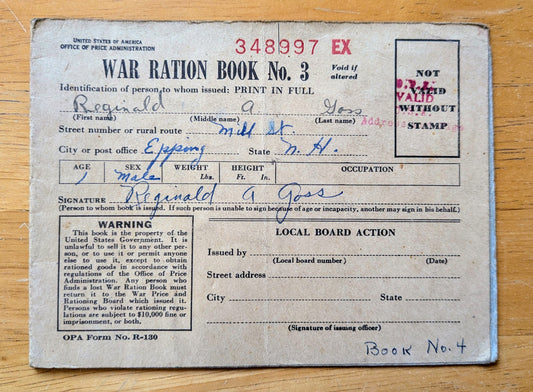 UNITED STATES OF AMERICA
OFFICE OF PRICE ADMINISTRATION
348997 EX
WAR RATION BOOK No. 3 Void if altered
Identification of person to whom issued: PRINT IN FULL
Reginald A Goss
(First name) (Middle name) (Last name)
Street number or rural route Mill St.
City or post office Epping State N. H.
AGE SEX WEIGHT HEIGHT OCCUPATION
1 Male Lbs. Ft. In.
SIGNATURE Reginald A Goss
(Person to whom book is issued. If such person is unable to sign because of age or incapacity, another may sign in his behalf.)
NOT
VALID
WITHOUT
STAMP
VALID
Address
WARNING
This book is the property of the
United States Government. It is
unlawful to sell it to any other per-
son, or to use it or permit anyone
else to use it, except to obtain
rationed goods in accordance with
regulations of the Office of Price
Administration. Any person who
finds a lost War Ration Book must
return it to the War Price and
Rationing Board which issued it.
Persons who violate rationing regu-
lations are subject to $10,000 fine or
imprisonment, or both.
LOCAL BOARD ACTION
Issued by
(Local board number) (Date)
Street address
City State
(Signature of issuing officer)
OPA Form No. R-130
Book No. 4